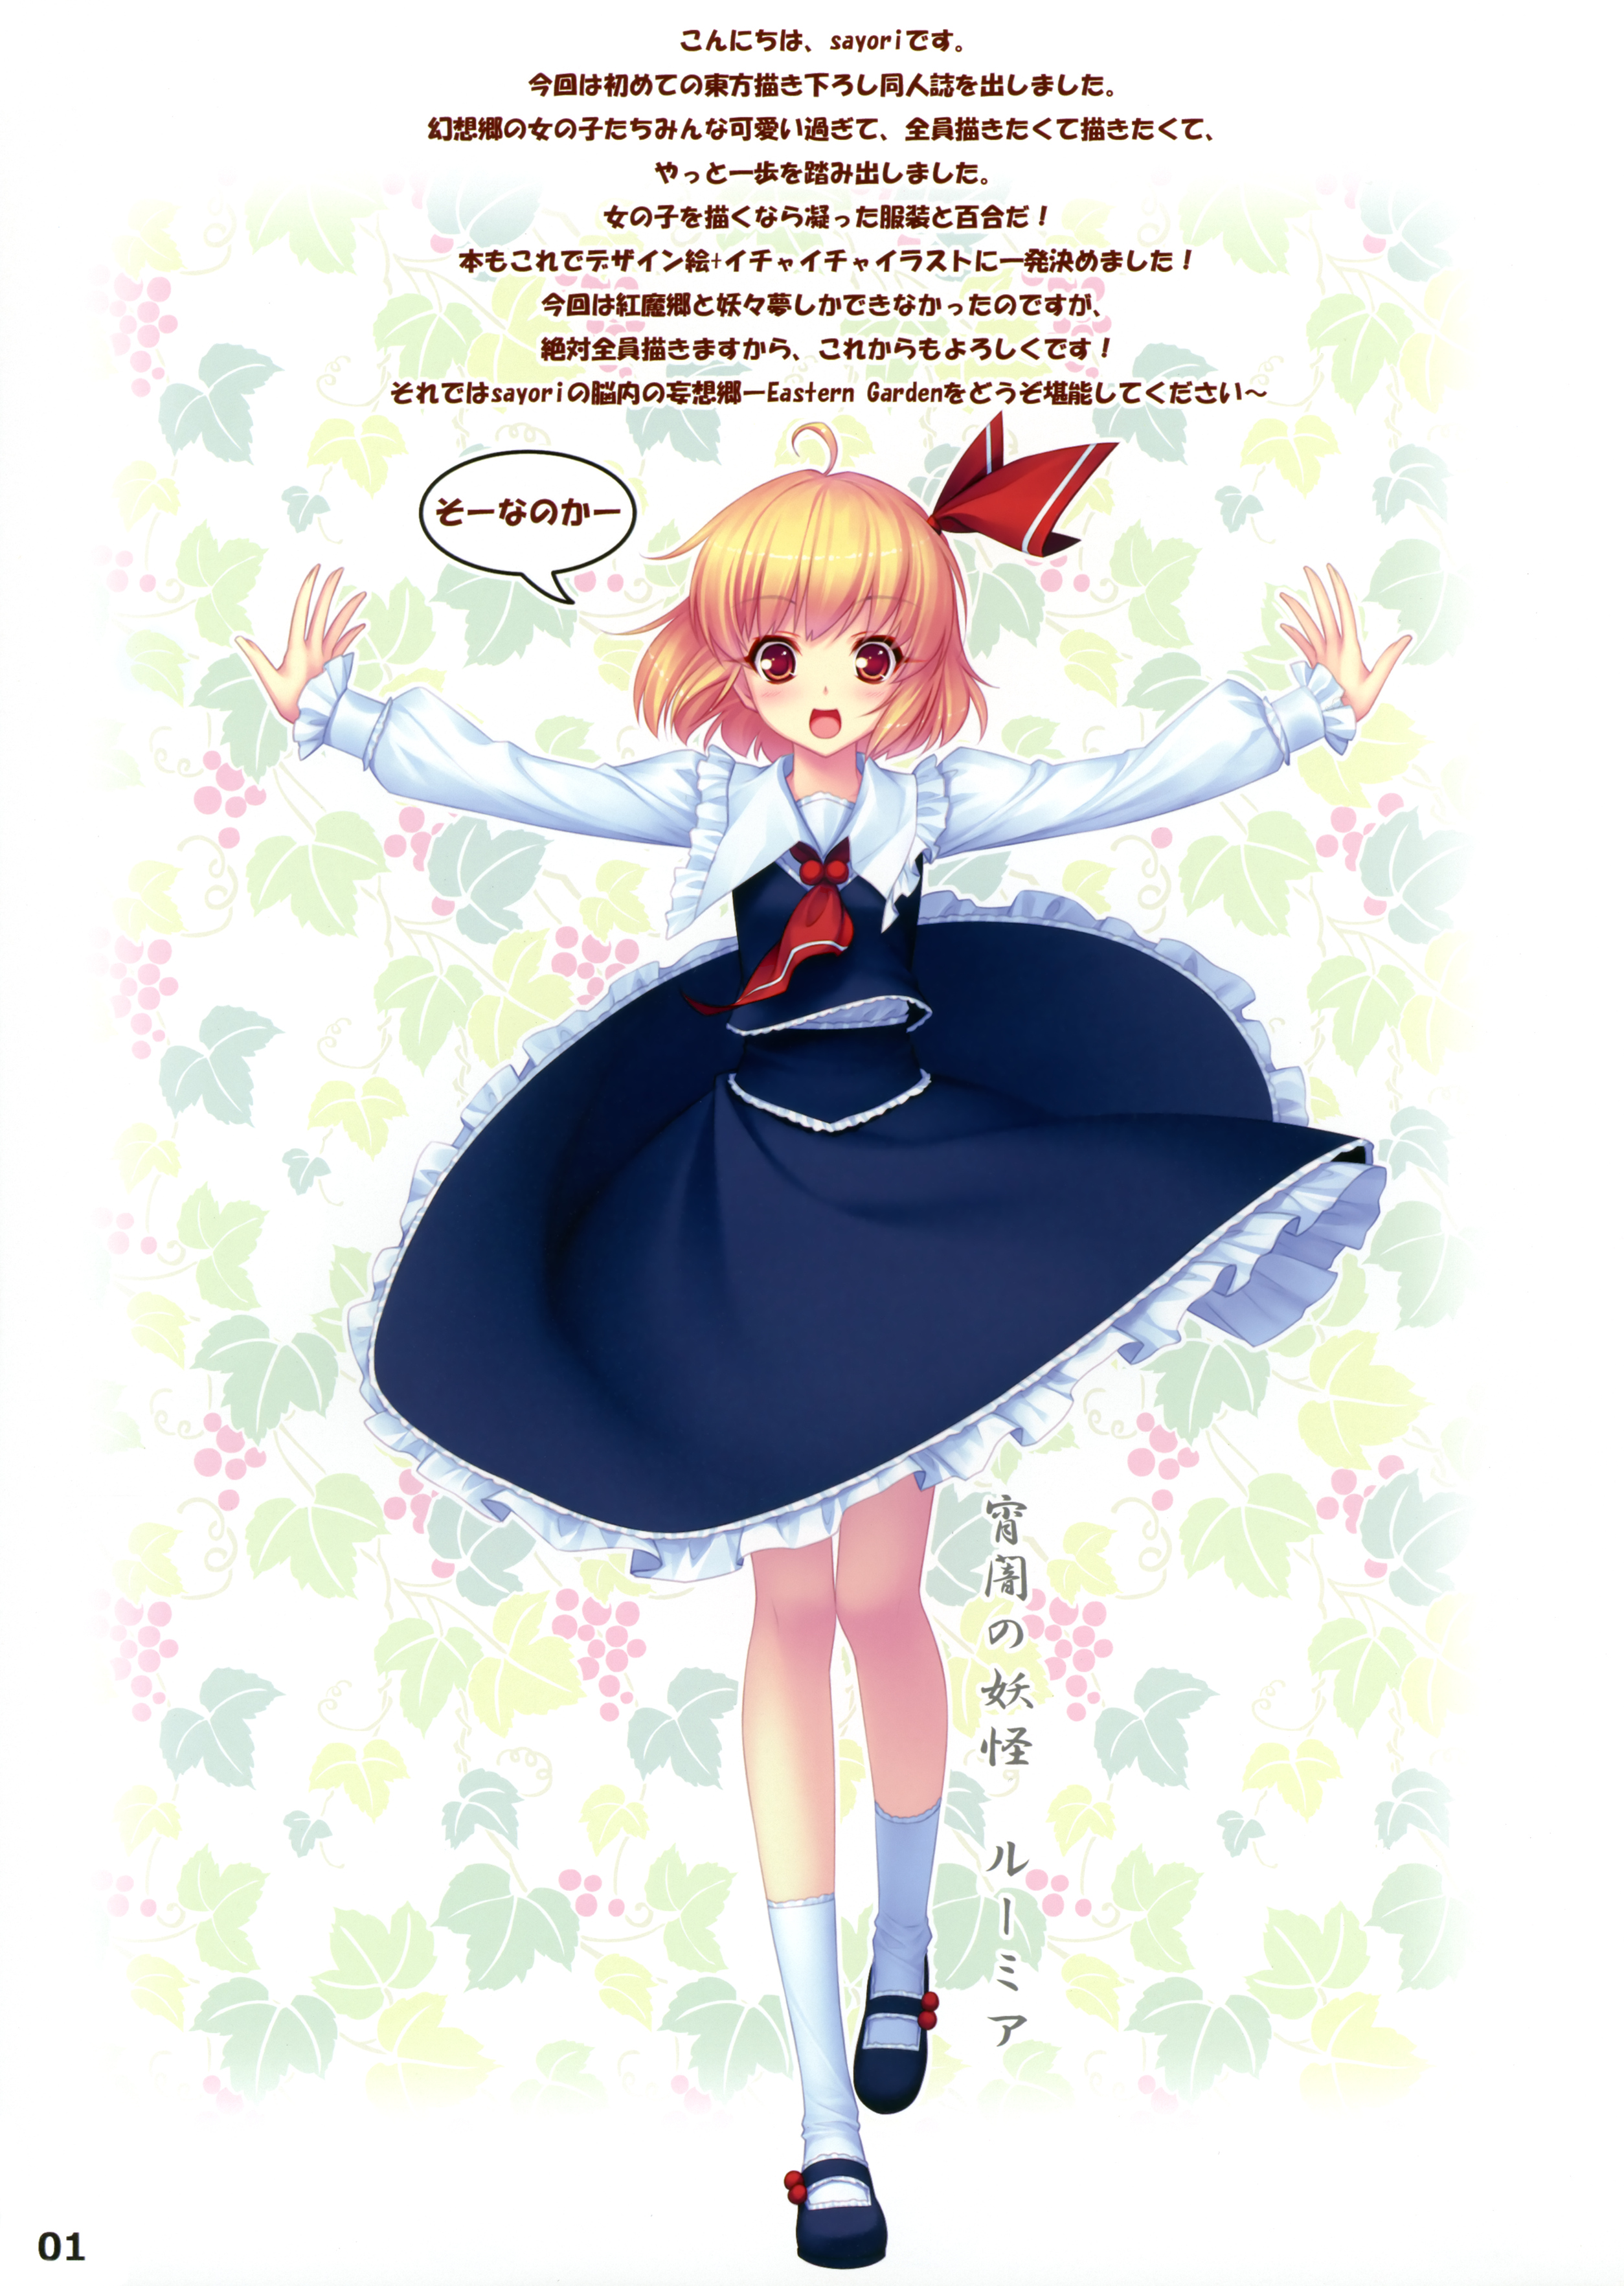 こんにちは、sayoriです。
今回は初めての東方描き下ろし同人誌を出しました。
幻想郷の女の子たちみんな可愛い過ぎて、全員描きたくて描きたくて、
やっと一歩を踏み出しました。
女の子を描くなら凝った服装と百合だ！
本もこれでデザイン絵+イチャイチャイラストに一発決めました！
今回は紅魔郷と妖々夢しかできなかったのですが、
絶対全員描きますから、これからもよろしくです！
それではsayoriの脳内の妄想郷ーEastern Gardenをどうぞ堪能してください～
そーなのかー
宵闇の妖怪　ルーミア
01